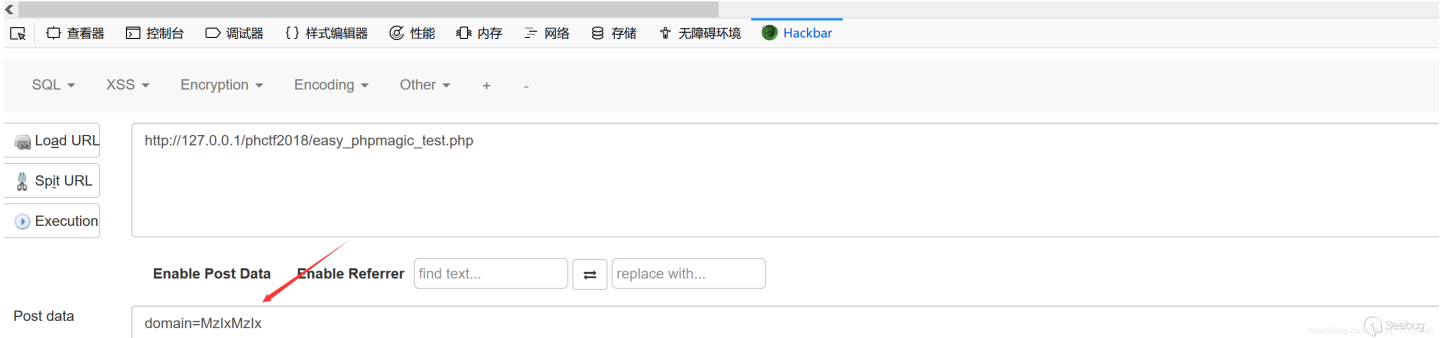 查看器 控制台 调试器 样式编辑器 性能 内存 网络 存储 无障碍环境 Hackbar
SQL XSS Encryption Encoding Other + -
Load URL http://127.0.0.1/phctf2018/easy_phpmagic_test.php
Spit URL
Execution
Enable Post Data Enable Referrer find text... replace with...
Post data
domain=MzIxMzIx
Seebug